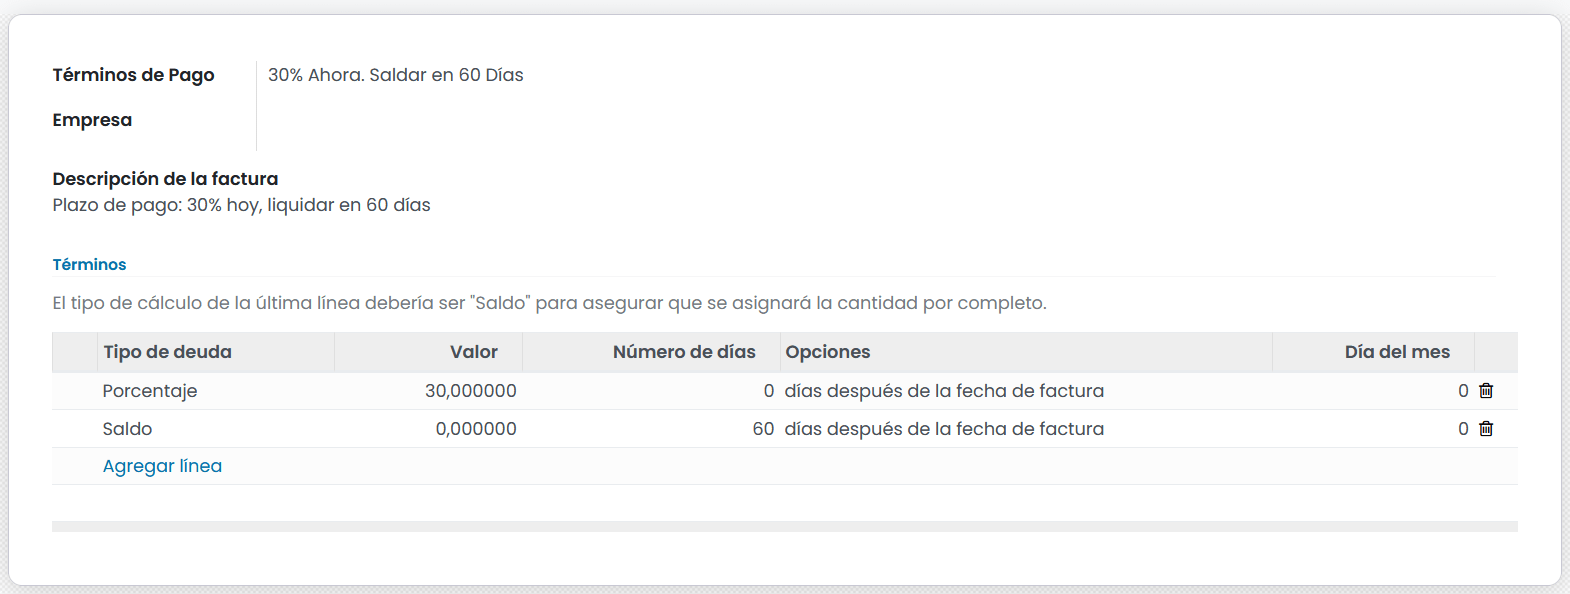 Términos de Pago 30% Ahora. Saldar en 60 Días
Empresa
Descripción de la factura
Plazo de pago: 30% hoy, liquidar en 60 días
Términos
El tipo de cálculo de la última línea debería ser "Saldo" para asegurar que se asignará la cantidad por completo.
Tipo de deuda Valor Número de días Opciones Día del mes
Porcentaje 30,000000 0 días después de la fecha de factura 0
Saldo 0,000000 60 días después de la fecha de factura 0
Agregar línea